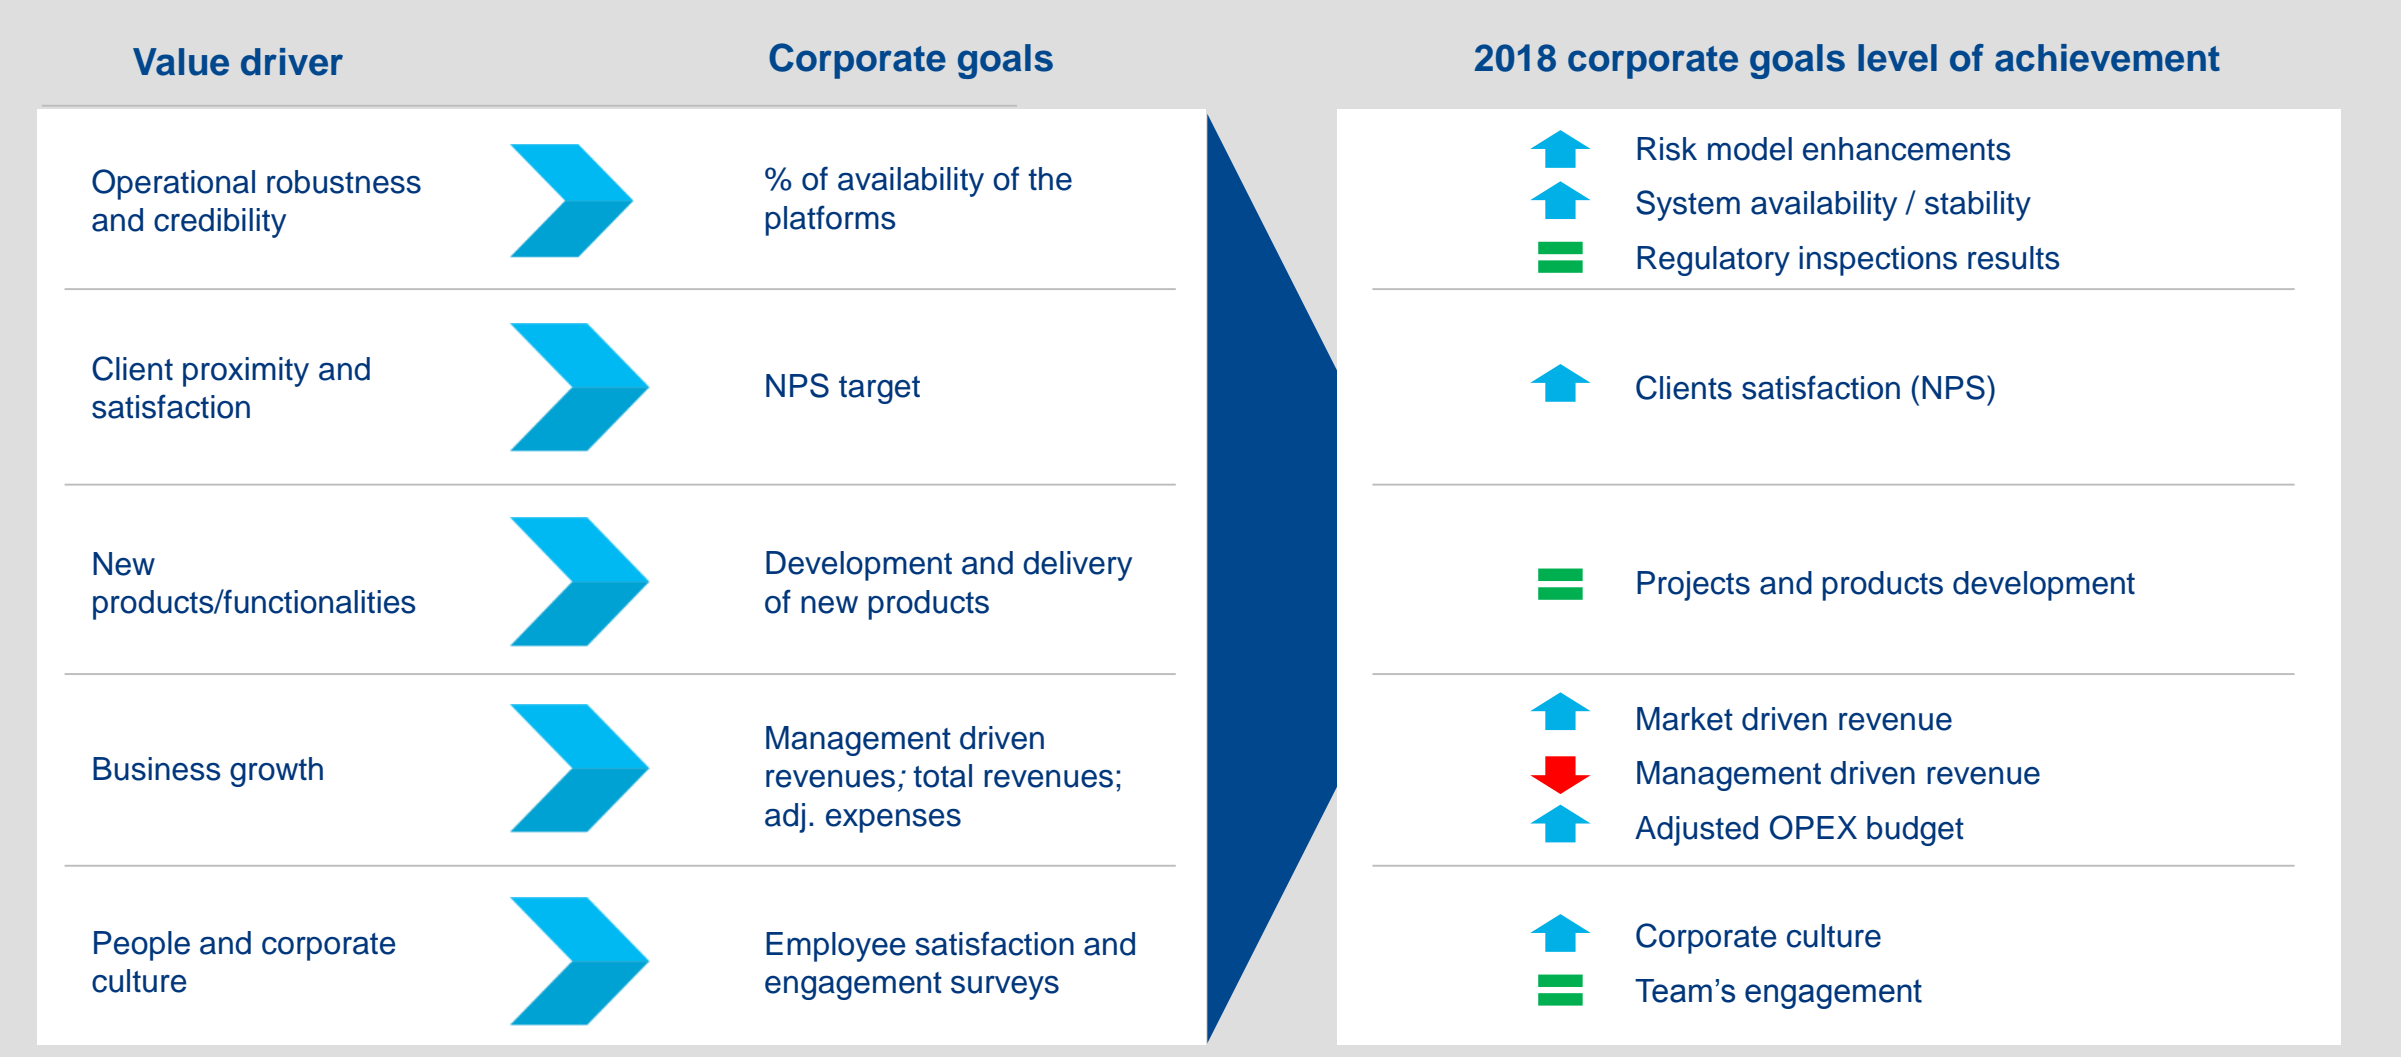 Value driver
Corporate goals
2018 corporate goals level of achievement
Operational robustness
and credibility
% of availability of the
platforms
Risk model enhancements
System availability / stability
Regulatory inspections results
Client proximity and
satisfaction
NPS target
Clients satisfaction (NPS)
New
products/functionalities
Development and delivery
of new products
Projects and products development
Business growth
Management driven
revenues; total revenues;
adj. expenses
Market driven revenue
Management driven revenue
Adjusted OPEX budget
People and corporate
culture
Employee satisfaction and
engagement surveys
Corporate culture
Team’s engagement